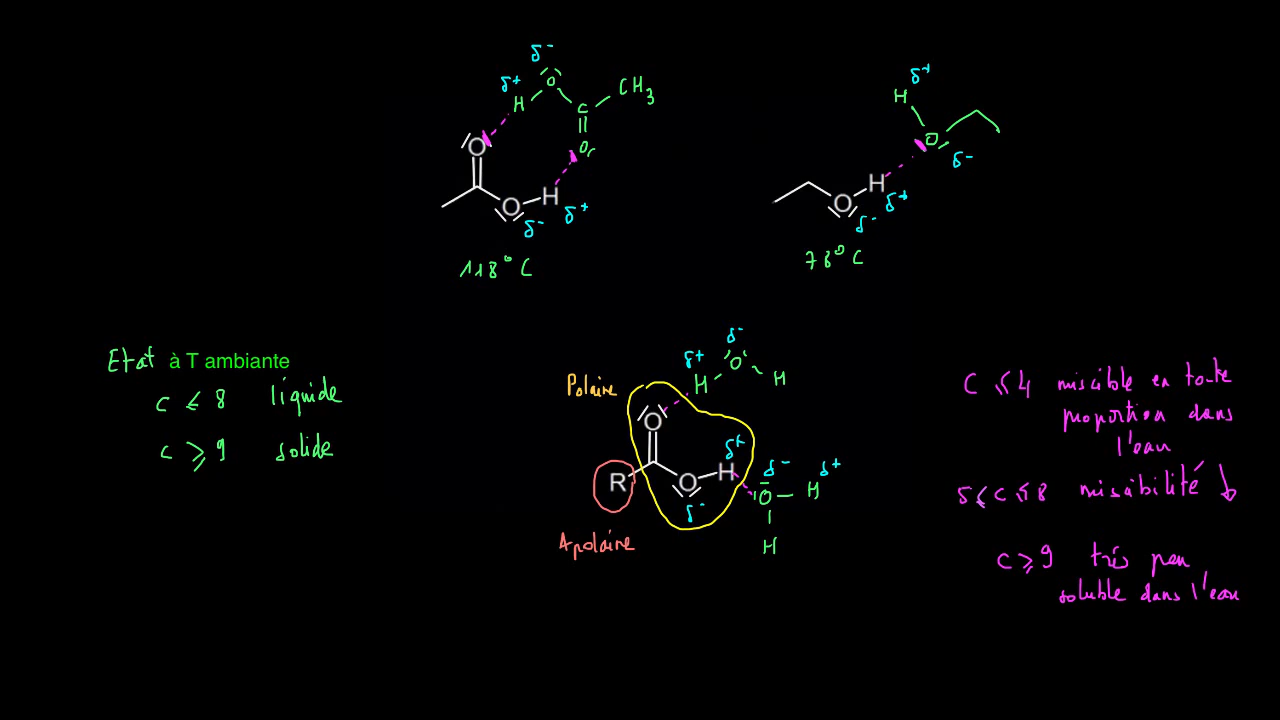 δ-
δ+ O CH3
H C
O O
O H
δ- δ+
118°C
δ+
H
O
δ-
H
O δ+
δ-
78°C
Etat à T ambiante
C ≤ 8 liquide
C ≥ 9 solide
δ-
δ+ O
H H
Polaire
O
δ+
R O H
δ-
δ- δ+
O H
H
Apolaire
C ≤ 4 miscible en toute
proportion dans
l'eau
5 ≤ C ≤ 8 miscibilité ↓
C ≥ 9 très peu
soluble dans l'eau